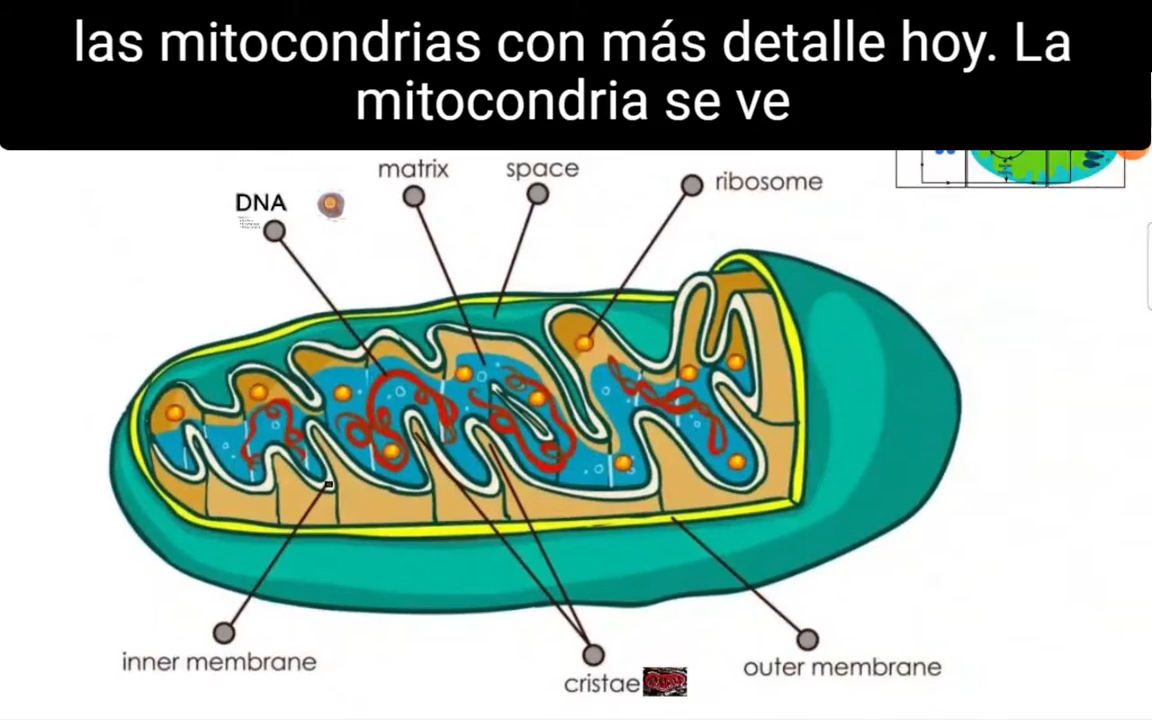 las mitocondrias con más detalle hoy. La
mitocondria se ve
matrix
space
ribosome
DNA
inner membrane
cristae
outer membrane